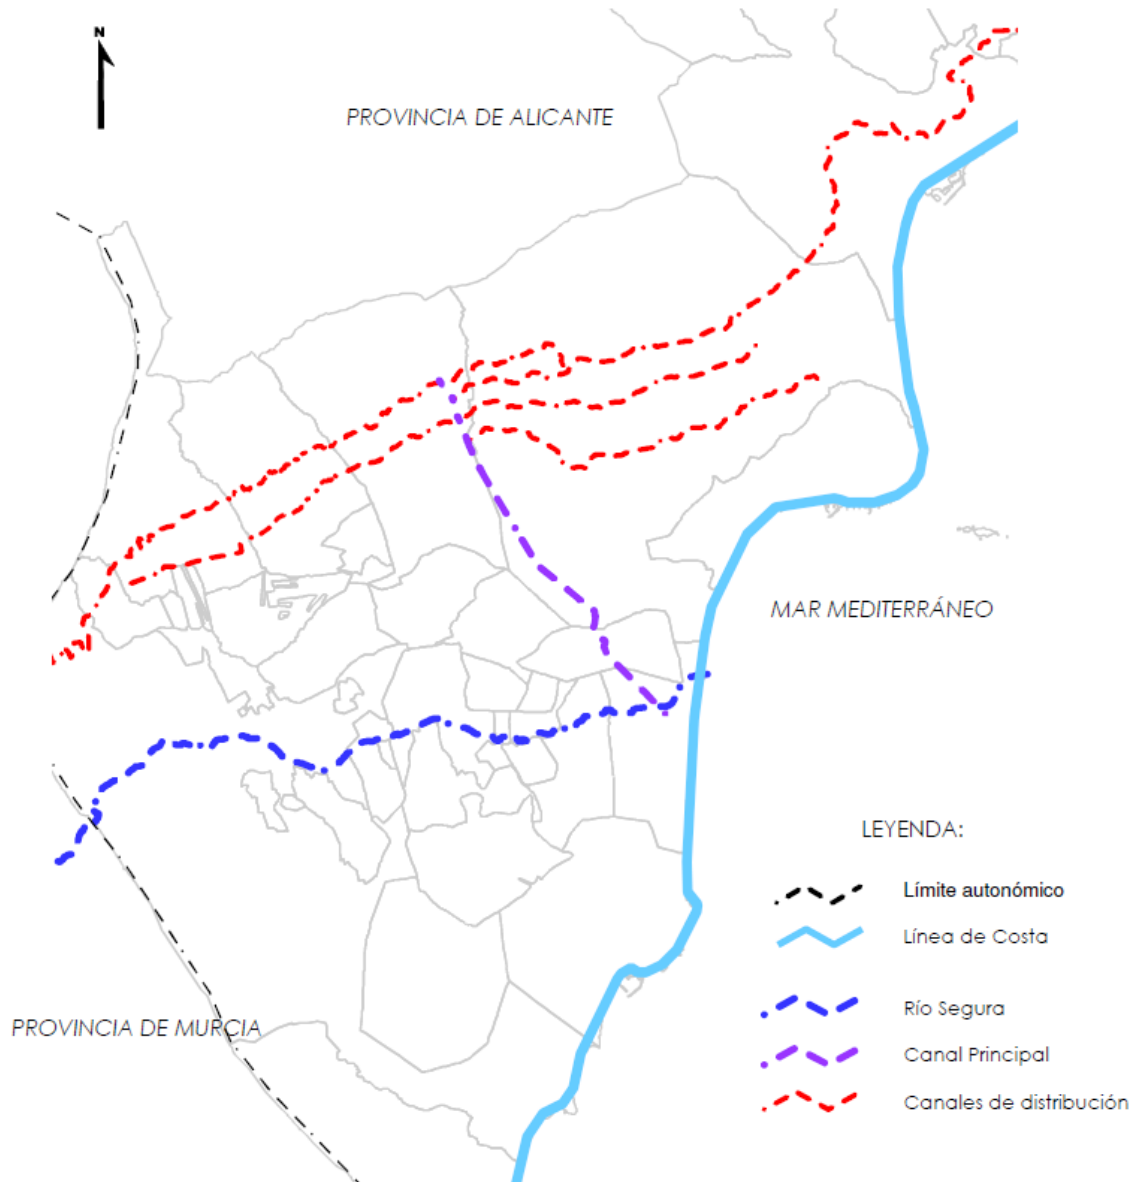 N
PROVINCIA DE ALICANTE
MAR MEDITERRÁNEO
LEYENDA:
Límite autonómico
Línea de Costa
Río Segura
PROVINCIA DE MURCIA
Canal Principal
Canales de distribución